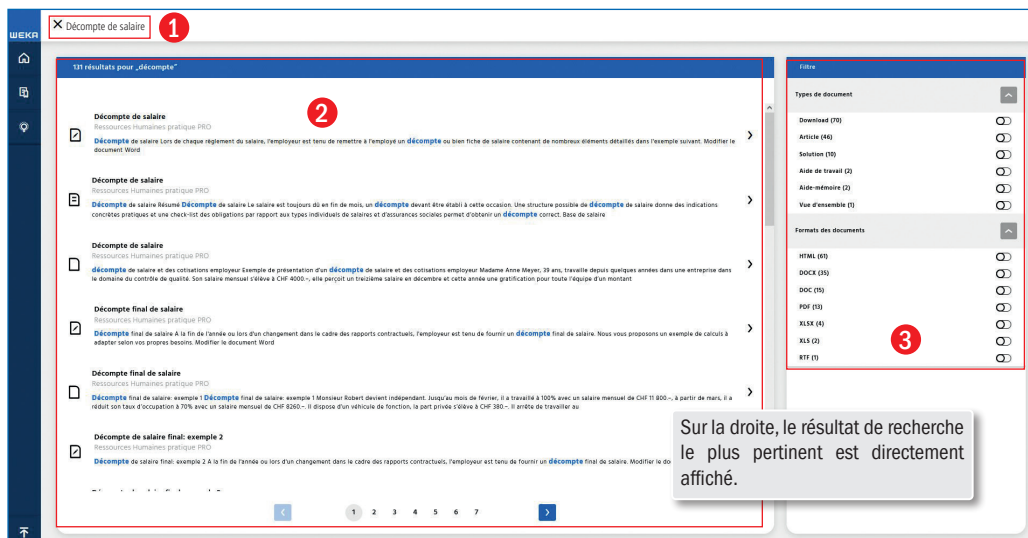 WEKA
Décompte de salaire
1
131 résultats pour „décompte"
2
Décompte de salaire
Ressources Humaines pratique PRO
Décompte de salaire Lors de chaque règlement du salaire, l'employeur est tenu de remettre à l'employé un décompte ou bien fiche de salaire contenant de nombreux éléments détaillés dans l'exemple suivant. Modifier le
document Word
Décompte de salaire
Ressources Humaines pratique PRO
Décompte de salaire Résumé Décompte de salaire Le salaire est toujours dû en fin de mois, un décompte devant être établi à cette occasion. Une structure possible de décompte de salaire donne des indications
concrètes pratiques et une check-list des obligations par rapport aux types individuels de salaires et d'assurances sociales permet d'obtenir un décompte correct. Base de salaire
Décompte de salaire
Ressources Humaines pratique PRO
décompte de salaire et des cotisations employeur Exemple de présentation d'un décompte de salaire et des cotisations employeur Madame Anne Meyer, 39 ans, travaille depuis quelques années dans une entreprise dans
le domaine du contrôle de qualité. Son salaire mensuel s'élève à CHF 4000.–, elle perçoit un treizième salaire en décembre et cette année une gratification pour toute l'équipe d'un montant
Décompte final de salaire
Ressources Humaines pratique PRO
Décompte final de salaire A la fin de l'année ou lors d'un changement dans le cadre des rapports contractuels, l'employeur est tenu de fournir un décompte final de salaire. Nous vous proposons un exemple de calculs à
adapter selon vos propres besoins. Modifier le document Word
Décompte final de salaire
Ressources Humaines pratique PRO
Décompte final de salaire: exemple 1 Décompte final de salaire: exemple 1 Monsieur Robert devient indépendant. Jusqu'au mois de février, il a travaillé à 100% avec un salaire mensuel de CHF 11 800.–, à partir de mars, il a
réduit son taux d'occupation à 70% avec un salaire mensuel de CHF 8260.–. Il dispose d'un véhicule de fonction, la part privée s'élève à CHF 380.–. Il arrête de travailler au
Décompte de salaire final: exemple 2
Ressources Humaines pratique PRO
Décompte de salaire final: exemple 2 A la fin de l'année ou lors d'un changement dans le cadre des rapports contractuels, l'employeur est tenu de fournir un décompte final de salaire. Modifier le do
1 2 3 4 5 6 7
Filtre
Types de document
Download (70)
Article (46)
Solution (10)
Aide de travail (2)
Aide-mémoire (2)
Vue d'ensemble (1)
Formats des documents
HTML (61)
DOCX (35)
DOC (15)
PDF (13)
XLSX (4)
XLS (2)
RTF (1)
3
Sur la droite, le résultat de recherche
le plus pertinent est directement
affiché.